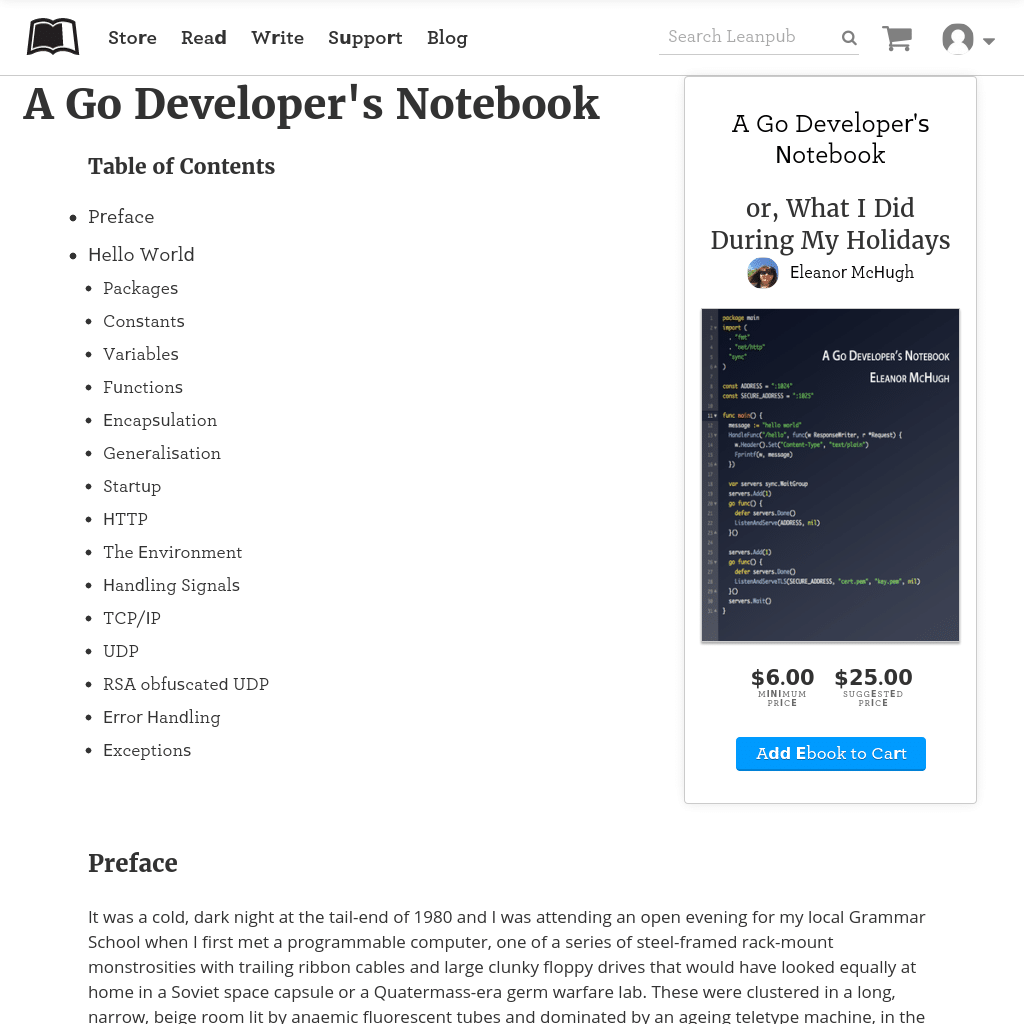 Store Read Write Support Blog Search Leanpub
A Go Developer's Notebook
Table of Contents
Preface
Hello World
Packages
Constants
Variables
Functions
Encapsulation
Generalisation
Startup
HTTP
The Environment
Handling Signals
TCP/IP
UDP
RSA obfuscated UDP
Error Handling
Exceptions
A Go Developer's
Notebook
or, What I Did
During My Holidays
Eleanor McHugh
A Go Developer's Notebook
Eleanor McHugh
package main
import (
. "fmt"
. "net/http"
"sync"
)
const ADDRESS = ":1024"
const SECURE_ADDRESS = ":1025"
func main() {
message := "hello world"
HandleFunc("/hello", func(w ResponseWriter, r *Request) {
w.Header().Set("Content-Type", "text/plain")
Fprintf(w, message)
})
var servers sync.WaitGroup
servers.Add(1)
go func() {
defer servers.Done()
ListenAndServe(ADDRESS, nil)
}()
servers.Add(1)
go func() {
defer servers.Done()
ListenAndServeTLS(SECURE_ADDRESS, "cert.pem", "key.pem", nil)
}()
servers.Wait()
}
$6.00 $25.00
MINIMUM SUGGESTED
PRICE PRICE
Add Ebook to Cart
Preface
It was a cold, dark night at the tail-end of 1980 and I was attending an open evening for my local Grammar
School when I first met a programmable computer, one of a series of steel-framed rack-mount
monstrosities with trailing ribbon cables and large clunky floppy drives that would have looked equally at
home in a Soviet space capsule or a Quatermass-era germ warfare lab. These were clustered in a long,
narrow, beige room lit by anaemic fluorescent tubes and dominated by an ageing teletype machine, in the